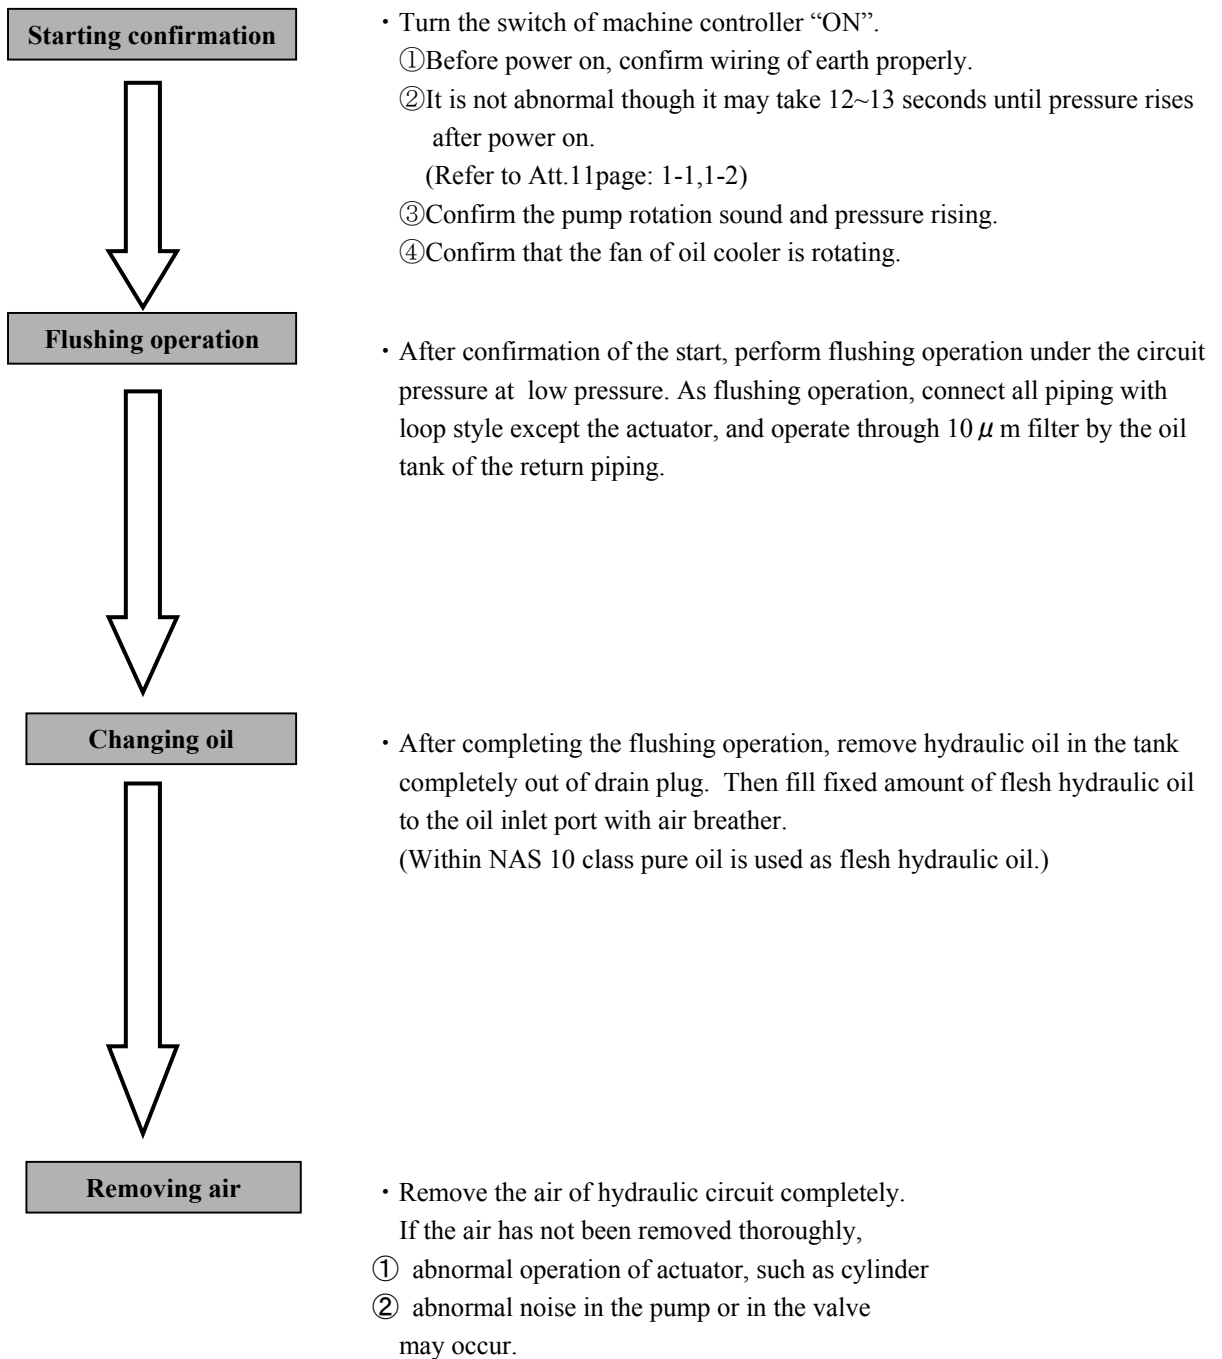 Starting confirmation
・Turn the switch of machine controller “ON”.
①Before power on, confirm wiring of earth properly.
②It is not abnormal though it may take 12~13 seconds until pressure rises
after power on.
(Refer to Att.11page: 1-1,1-2)
③Confirm the pump rotation sound and pressure rising.
④Confirm that the fan of oil cooler is rotating.
Flushing operation
・After confirmation of the start, perform flushing operation under the circuit
pressure at low pressure. As flushing operation, connect all piping with
loop style except the actuator, and operate through 10μm filter by the oil
tank of the return piping.
Changing oil
・After completing the flushing operation, remove hydraulic oil in the tank
completely out of drain plug. Then fill fixed amount of flesh hydraulic oil
to the oil inlet port with air breather.
(Within NAS 10 class pure oil is used as flesh hydraulic oil.)
Removing air
・Remove the air of hydraulic circuit completely.
If the air has not been removed thoroughly,
① abnormal operation of actuator, such as cylinder
② abnormal noise in the pump or in the valve
may occur.